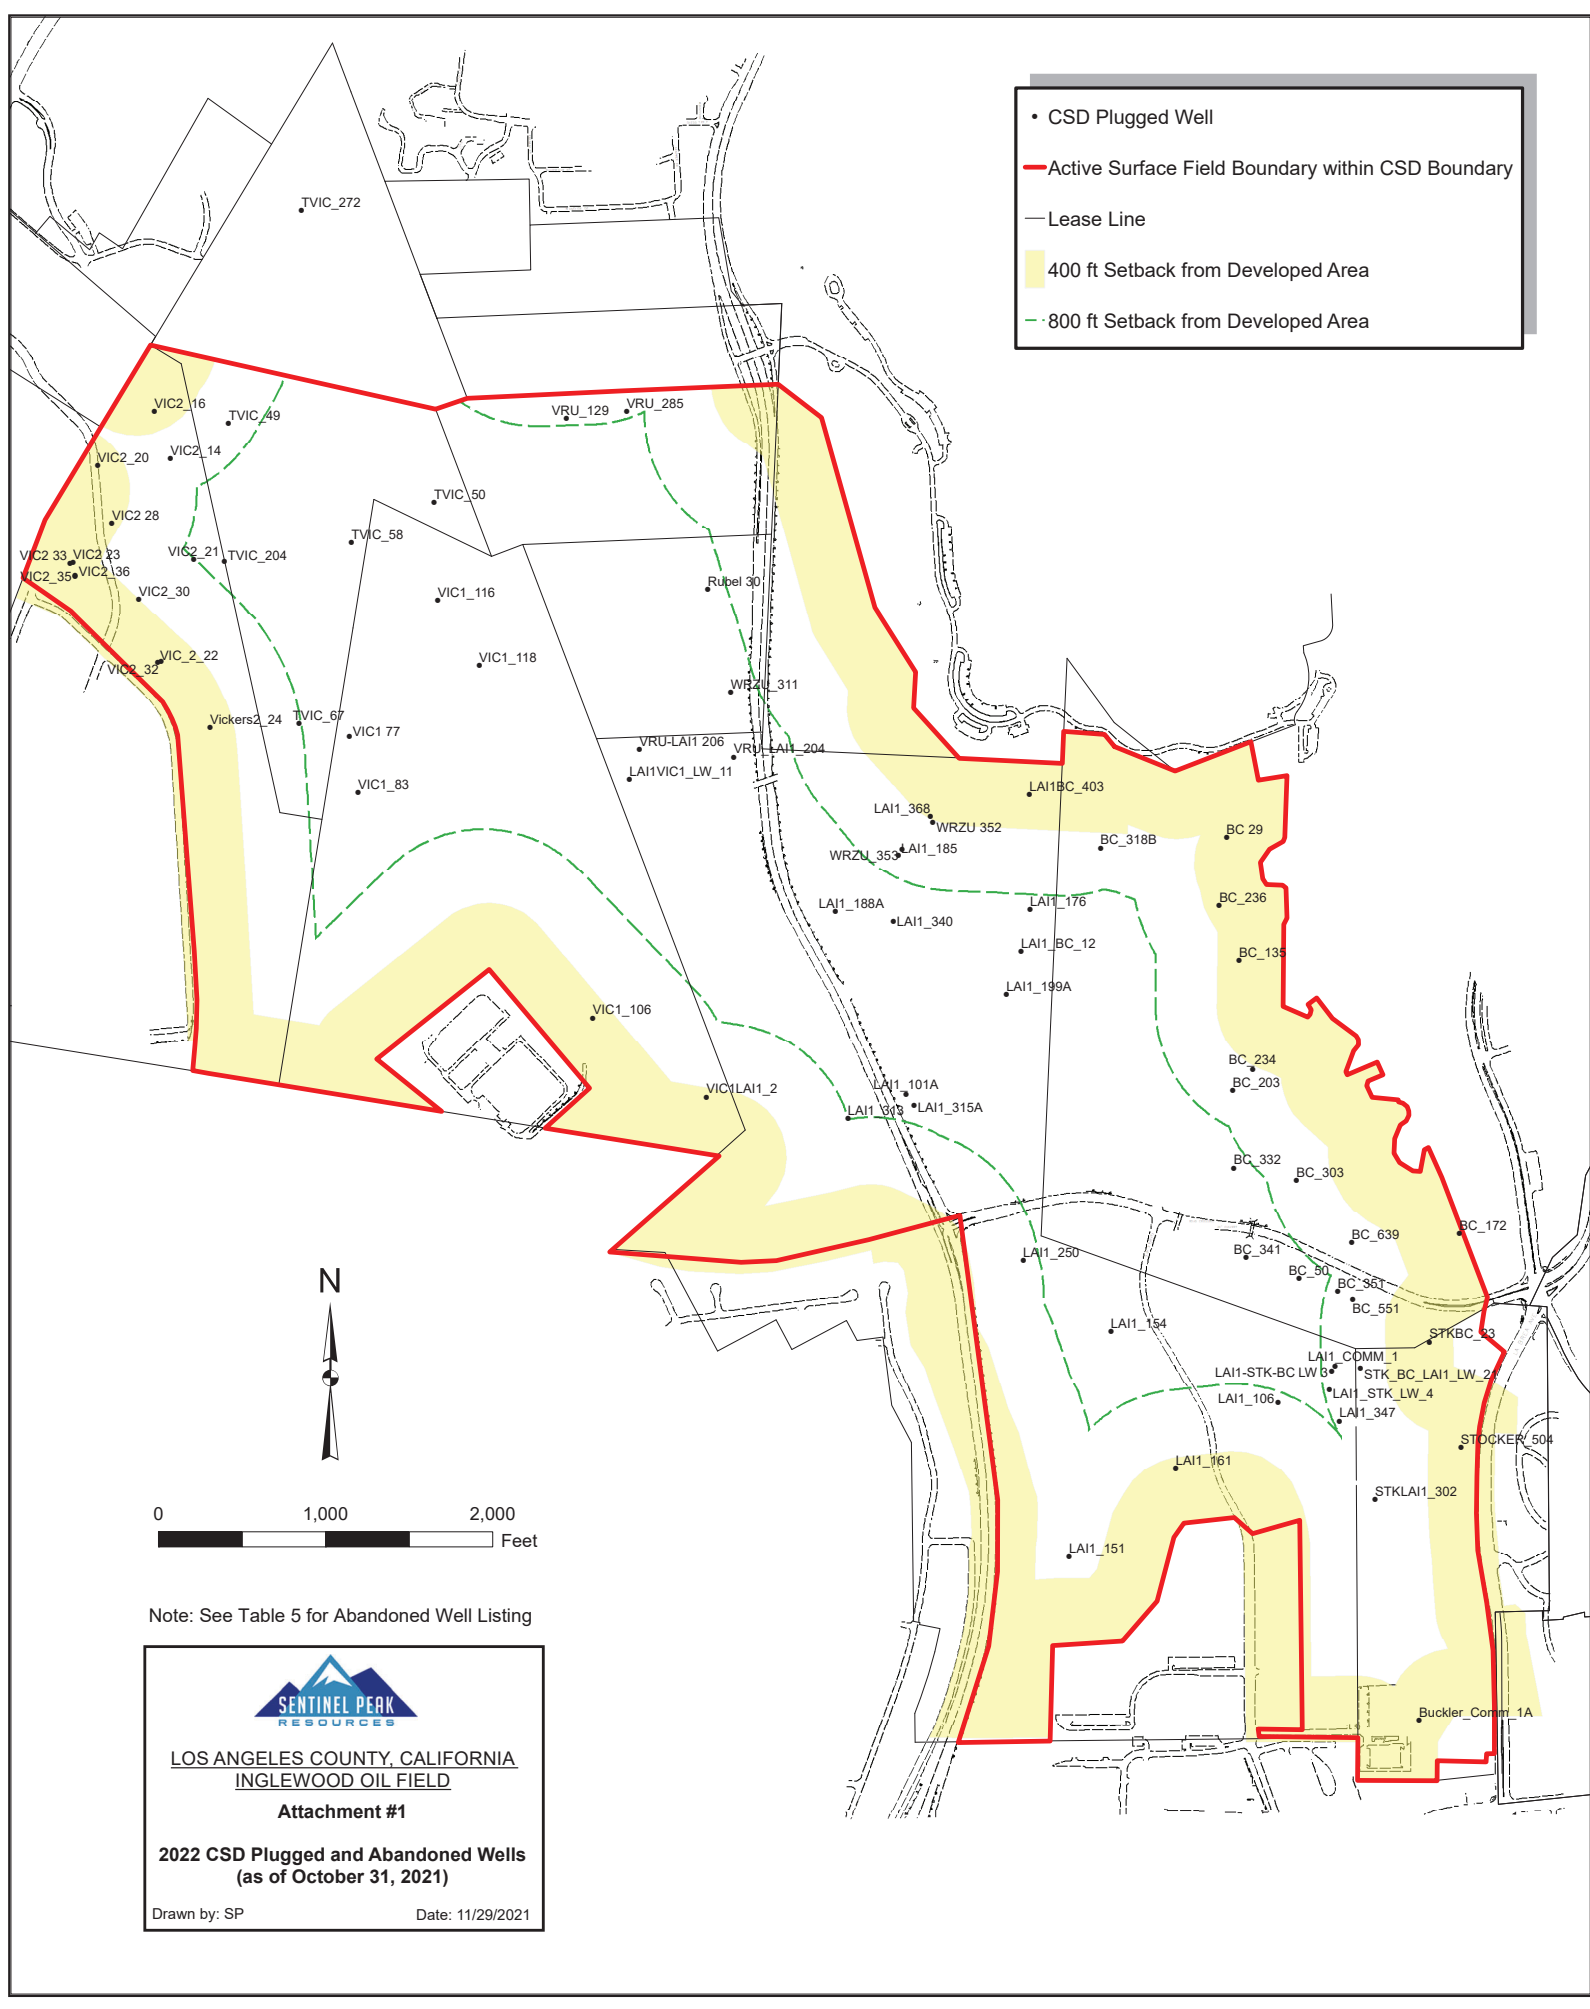 CSD Plugged Well
Active Surface Field Boundary within CSD Boundary
Lease Line
400 ft Setback from Developed Area
800 ft Setback from Developed Area
TVIC_272
VIC2_16
TVIC_49
VRU_129
VRU_285
VIC2_14
VIC2_20
TVIC_50
VIC2 28
TVIC_58
VIC2 33
VIC2 23
VIC2_21
TVIC_204
VIC2_35
VIC2_36
VIC2_30
VIC1_116
Rubel 30
VIC_2_22
VIC2_32
VIC1_118
WRZU_311
Vickers2_24
TVIC_67
VIC1 77
VRU-LAI1 206
VRU_LAI1_204
LAI1VIC1_LW_11
VIC1_83
LAI1BC_403
LAI1_368
WRZU 352
BC 29
BC_318B
WRZU_353
LAI1_185
LAI1_188A
LAI1_340
LAI1_176
BC_236
LAI1_BC_12
BC_135
LAI1_199A
VIC1_106
BC_234
BC_203
VIC1LAI1_2
LAI1_101A
LAI1_315A
LAI1_313
BC_332
BC_303
BC_172
BC_639
BC_341
LAI1_250
BC_50
BC_351
BC_551
LAI1_154
STKBC_23
LAI1_COMM_1
LAI1-STK-BC LW 3
STK_BC_LAI1_LW_21
LAI1_STK_LW_4
LAI1_106
LAI1_347
STOCKER_504
LAI1_161
STKLAI1_302
LAI1_151
Buckler_Comm_1A
N
0 1,000 2,000
Feet
Note: See Table 5 for Abandoned Well Listing
SENTINEL PEAK
RESOURCES
LOS ANGELES COUNTY, CALIFORNIA
INGLEWOOD OIL FIELD
Attachment #1
2022 CSD Plugged and Abandoned Wells
(as of October 31, 2021)
Drawn by: SP Date: 11/29/2021